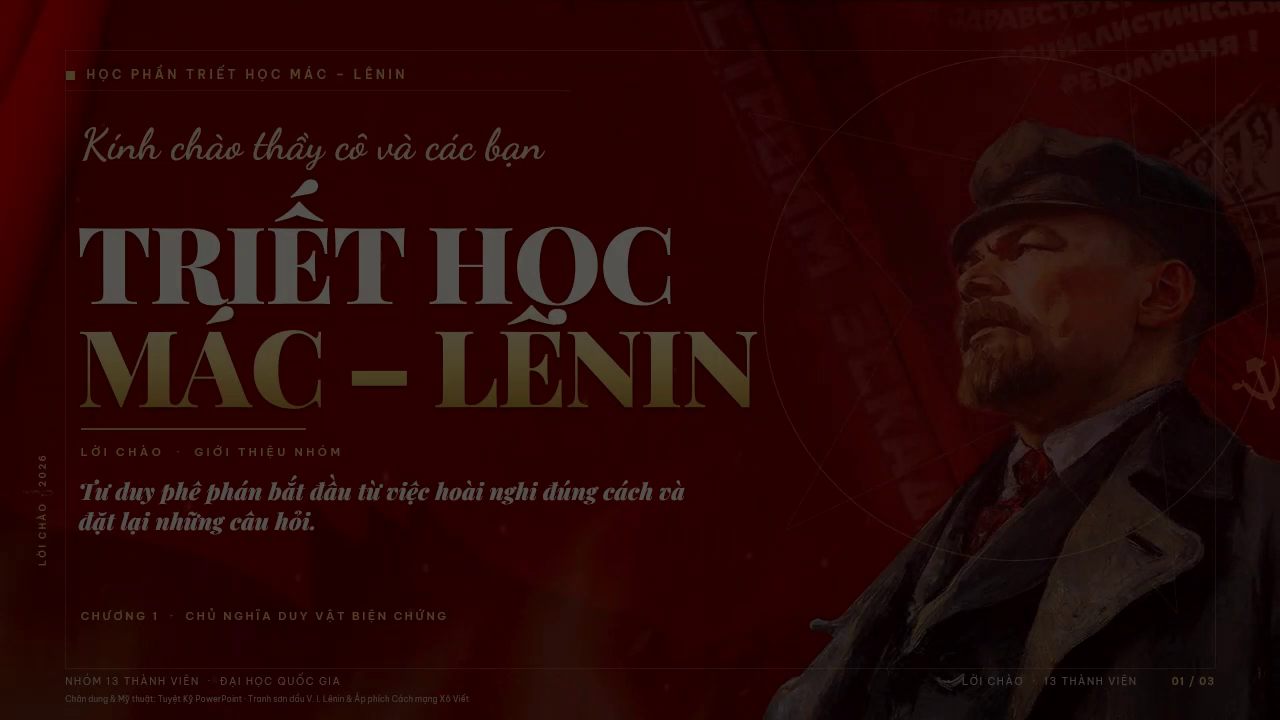 ЗДРАВСТВУЕТ
СОЦИАЛИСТИЧЕСКАЯ
РЕВОЛЮЦИЯ !
HỌC PHẦN TRIẾT HỌC MÁC – LÊNIN
Kính chào thầy cô và các bạn
TRIẾT HỌC
MÁC – LÊNIN
LỜI CHÀO · GIỚI THIỆU NHÓM
Tư duy phê phán bắt đầu từ việc hoài nghi đúng cách và
đặt lại những câu hỏi.
LỜI CHÀO · 2026
CHƯƠNG 1 · CHỦ NGHĨA DUY VẬT BIỆN CHỨNG
NHÓM 13 THÀNH VIÊN · ĐẠI HỌC QUỐC GIA
LỜI CHÀO · 13 THÀNH VIÊN 01 / 03
Chân dung & Mỹ thuật: Tuyệt Kỹ PowerPoint · Tranh sơn dầu V. I. Lênin & Áp phích Cách mạng Xô Viết